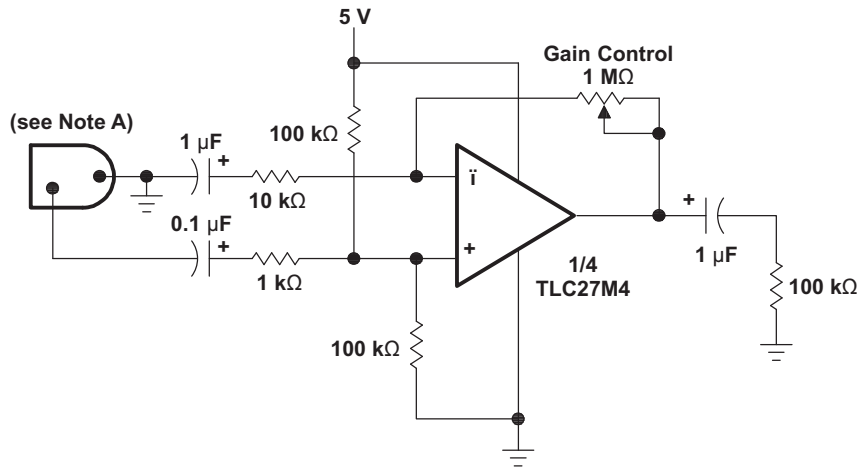 5 V
Gain Control
1 MΩ
(see Note A)
1 µF
+
100 kΩ
10 kΩ
ï
0.1 µF
+
1 kΩ
+
1/4
TLC27M4
+
1 µF
100 kΩ
100 kΩ